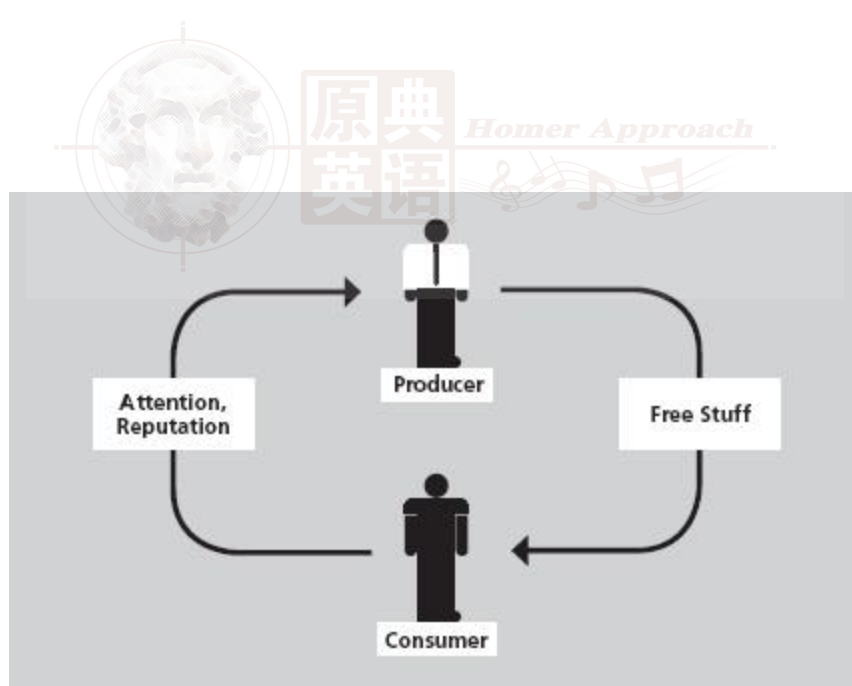 原典
英语
Homer Approach
Producer
Attention,
Reputation
Free Stuff
Consumer